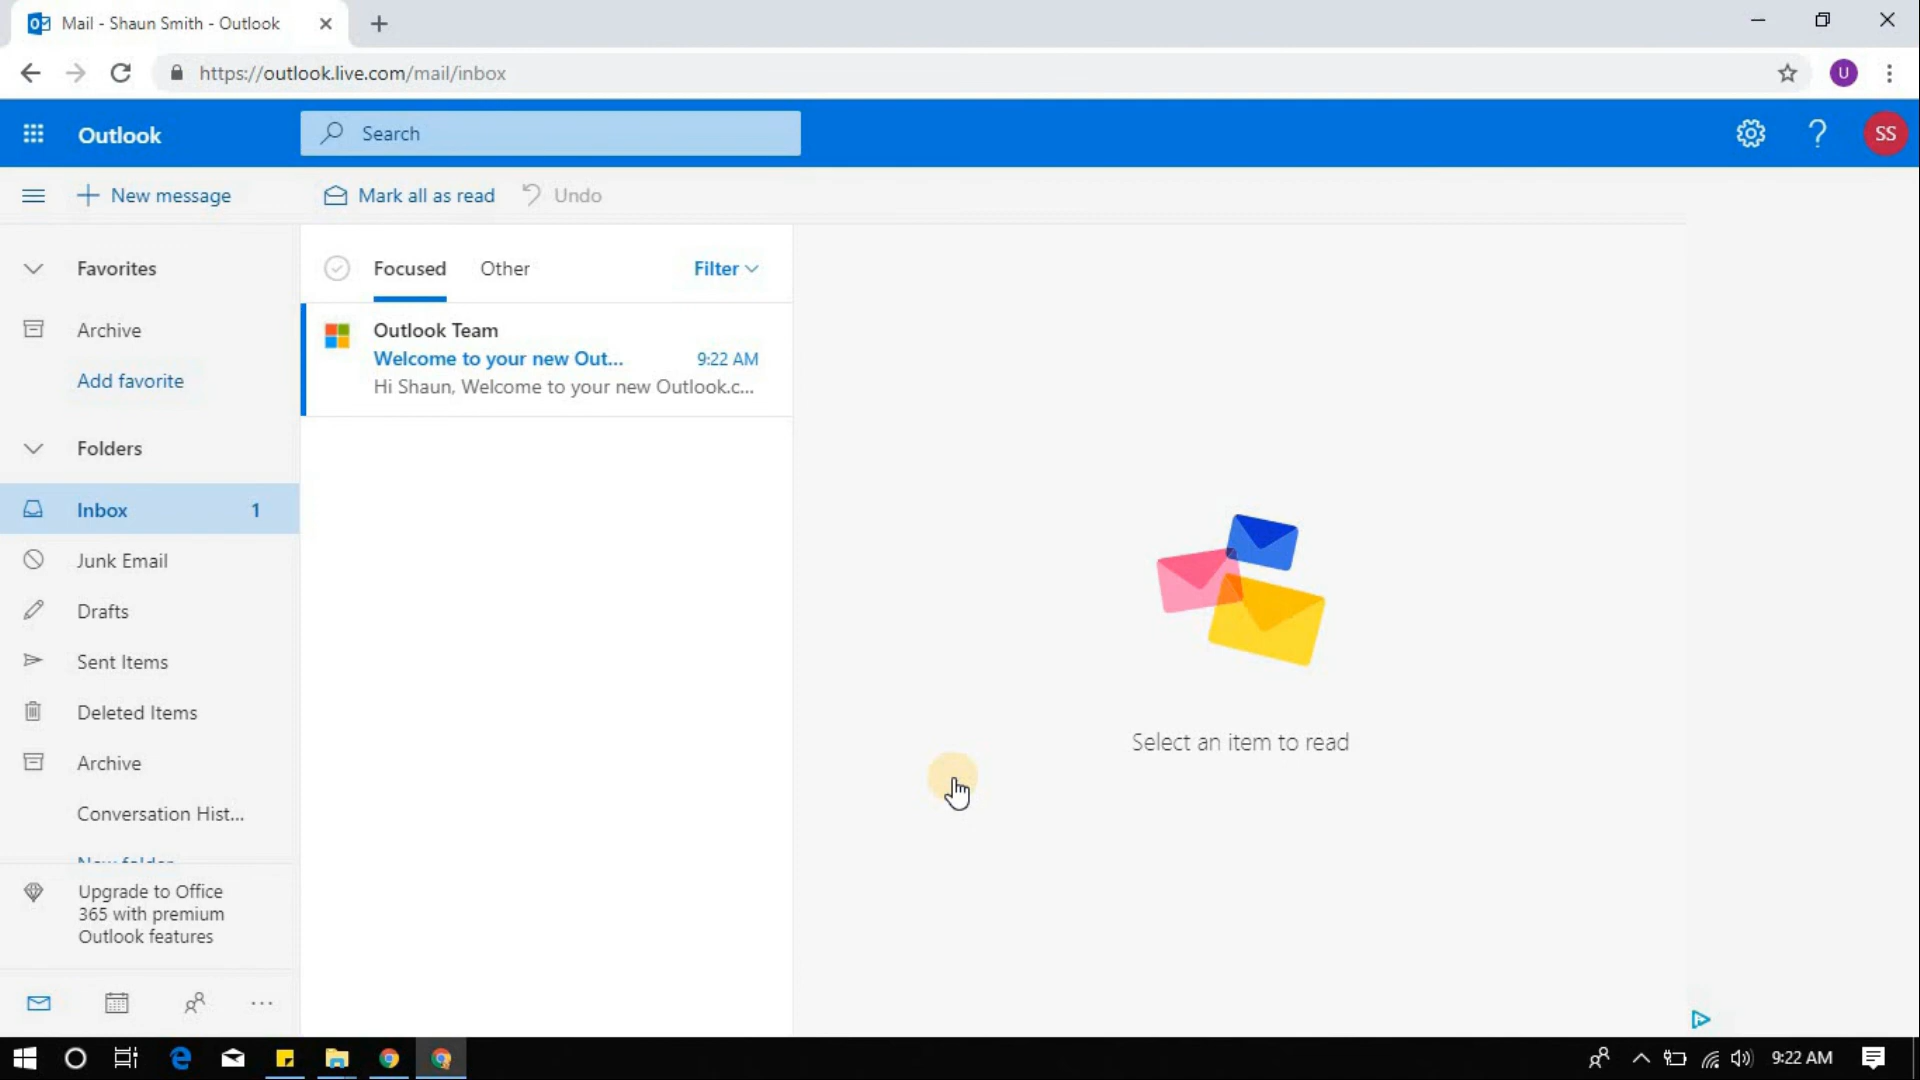 Mail - Shaun Smith - Outlook
https://outlook.live.com/mail/inbox
U
Outlook
Search
?
SS
New message
Mark all as read
Undo
Favorites
Archive
Add favorite
Folders
Inbox 1
Junk Email
Drafts
Sent Items
Deleted Items
Archive
Conversation Hist...
New folder
Upgrade to Office
365 with premium
Outlook features
Focused
Other
Filter
Outlook Team
Welcome to your new Out... 9:22 AM
Hi Shaun, Welcome to your new Outlook.c...
Select an item to read
9:22 AM